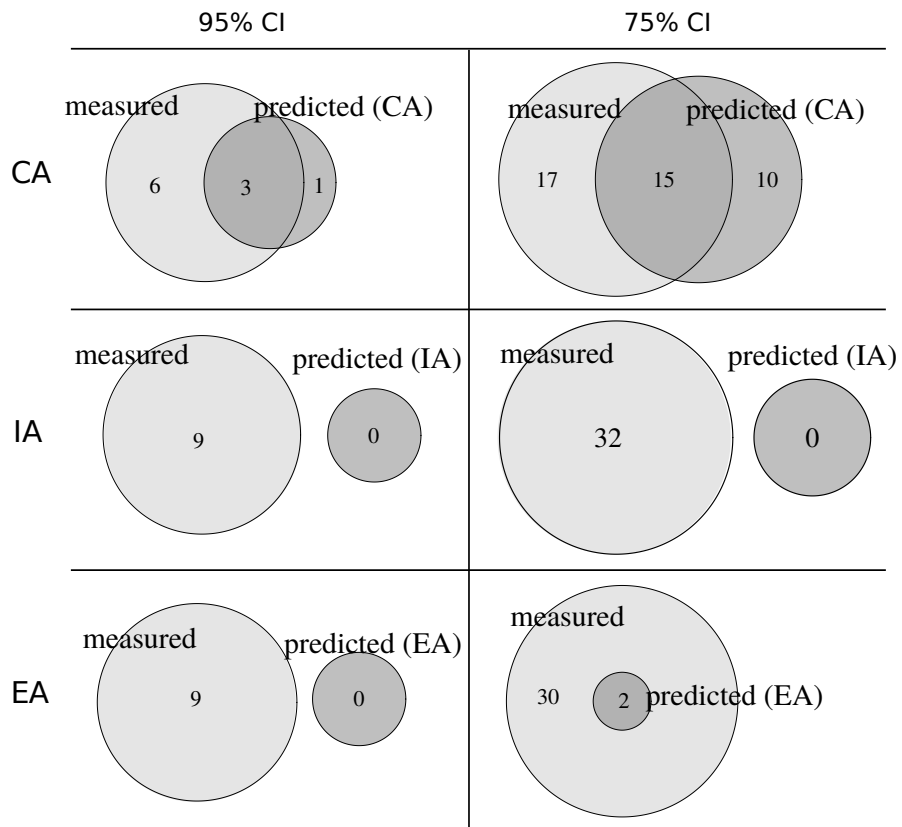 95% CI 75% CI
measured predicted (CA) measured predicted (CA)
CA 6 3 1 17 15 10
measured predicted (IA) measured predicted (IA)
IA 9 0 32 0
measured predicted (EA) measured
EA 9 0 30 2 predicted (EA)